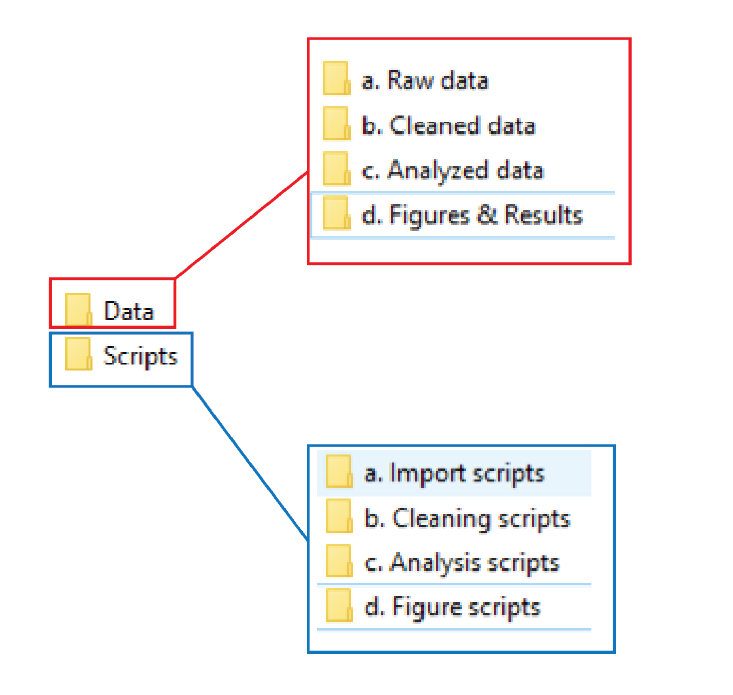 a. Raw data
b. Cleaned data
c. Analyzed data
d. Figures & Results
Data
Scripts
a. Import scripts
b. Cleaning scripts
c. Analysis scripts
d. Figure scripts